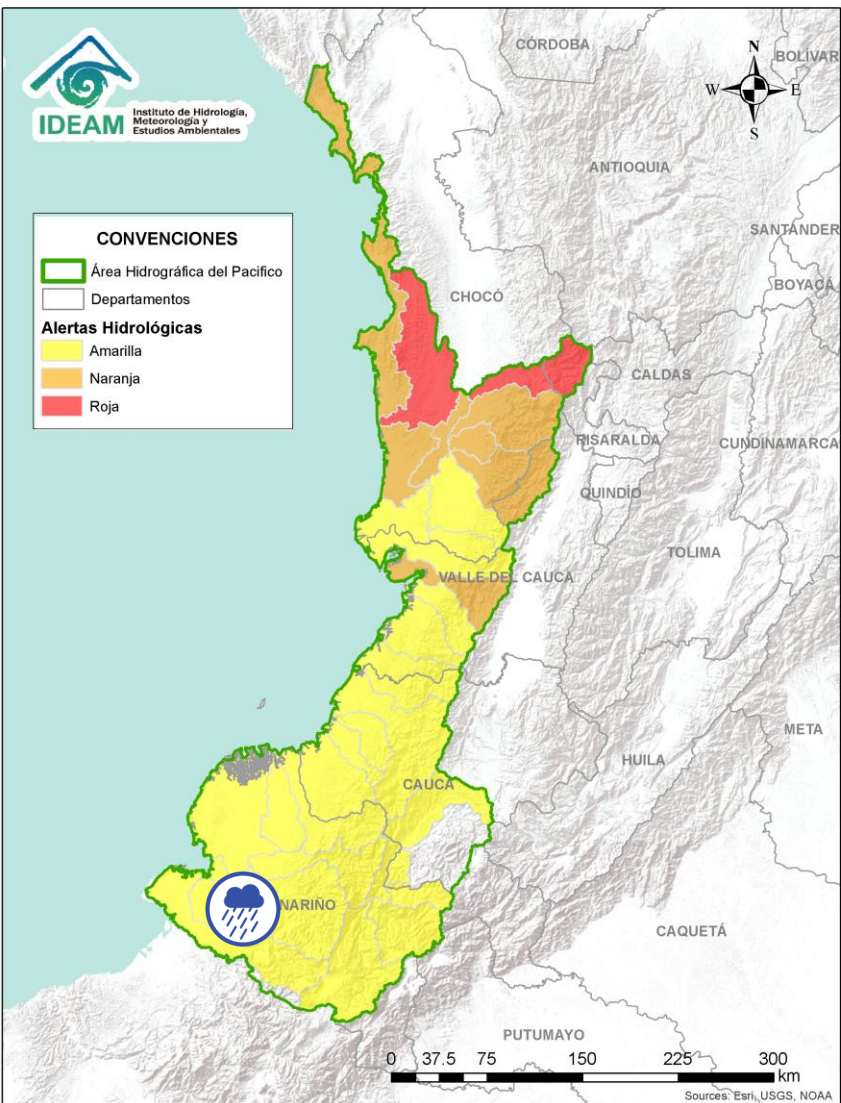 IDEAM
Instituto de Hidrología,
Meteorología y
Estudios Ambientales
N
W
E
S
CÓRDOBA
BOLÍVAR
ANTIOQUIA
SANTANDER
BOYACÁ
CHOCÓ
CALDAS
RISARALDA
CUNDINAMARCA
QUINDÍO
TOLIMA
VALLE DEL CAUCA
META
HUILA
CAUCA
NARIÑO
CAQUETÁ
PUTUMAYO
CONVENCIONES
Área Hidrográfica del Pacifico
Departamentos
Alertas Hidrológicas
Amarilla
Naranja
Roja
0 37.5 75 150 225 300
km
Sources: Esri, USGS, NOAA